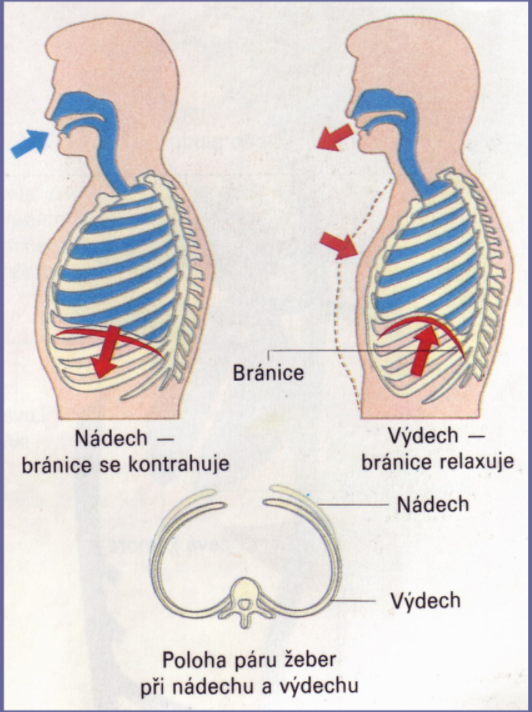 Bránice
Nádech —
bránice se kontrahuje
Výdech —
bránice relaxuje
Nádech
Výdech
Poloha páru žeber
při nádechu a výdechu